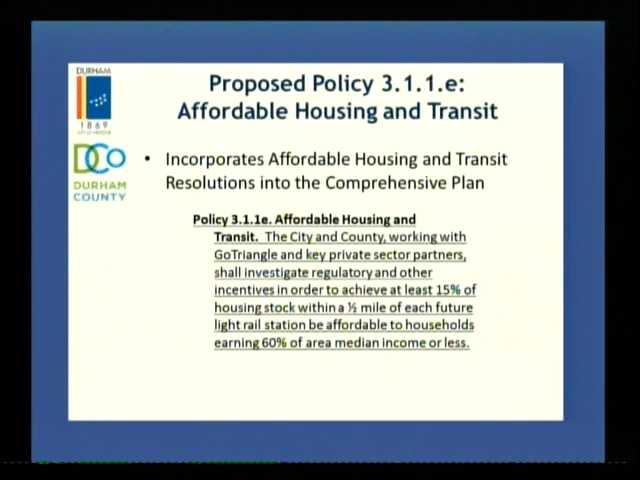 DURHAM
1869
CITY OF MEDICINE
DCO
DURHAM
COUNTY
Proposed Policy 3.1.1.e:
Affordable Housing and Transit
• Incorporates Affordable Housing and Transit
Resolutions into the Comprehensive Plan
Policy 3.1.1e. Affordable Housing and
Transit. The City and County, working with
GoTriangle and key private sector partners,
shall investigate regulatory and other
incentives in order to achieve at least 15% of
housing stock within a ½ mile of each future
light rail station be affordable to households
earning 60% of area median income or less.